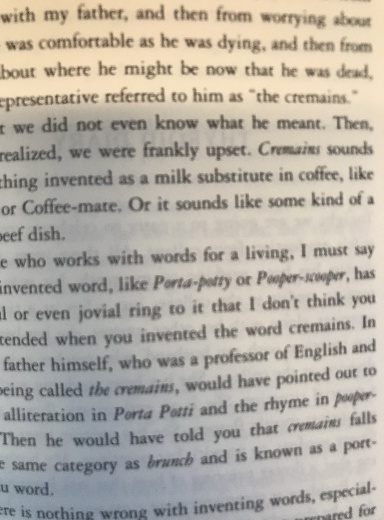 with my father, and then from worrying about
was comfortable as he was dying, and then from
bout where he might be now that he was dead,
epresentative referred to him as "the cremains."
t we did not even know what he meant. Then,
realized, we were frankly upset. Cremains sounds
thing invented as a milk substitute in coffee, like
or Coffee-mate. Or it sounds like some kind of a
beef dish.
e who works with words for a living, I must say
invented word, like Porta-potty or Pooper-scooper, has
l or even jovial ring to it that I don't think you
tended when you invented the word cremains. In
father himself, who was a professor of English and
being called the cremains, would have pointed out to
alliteration in Porta Potti and the rhyme in pooper-
Then he would have told you that cremains falls
e same category as brunch and is known as a port-
u word.
ere is nothing wrong with inventing words, especial-
repared for